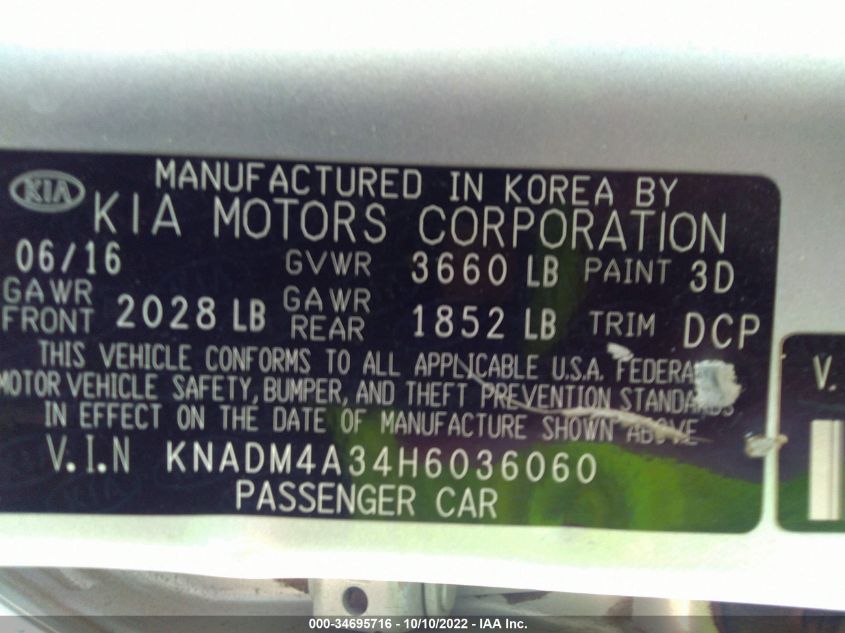 KIA MANUFACTURED IN KOREA BY
KIA MOTORS CORPORATION
06/16 GVWR 3660 LB PAINT 3D
GAWR FRONT 2028 LB GAWR REAR 1852 LB TRIM DCP
THIS VEHICLE CONFORMS TO ALL APPLICABLE U.S.A. FEDERAL
MOTOR VEHICLE SAFETY, BUMPER, AND THEFT PREVENTION STANDARDS
IN EFFECT ON THE DATE OF MANUFACTURE SHOWN ABOVE
V.I.N KNADM4A34H6036060
PASSENGER CAR
V.
000-34695716 - 10/10/2022 - IAA Inc.